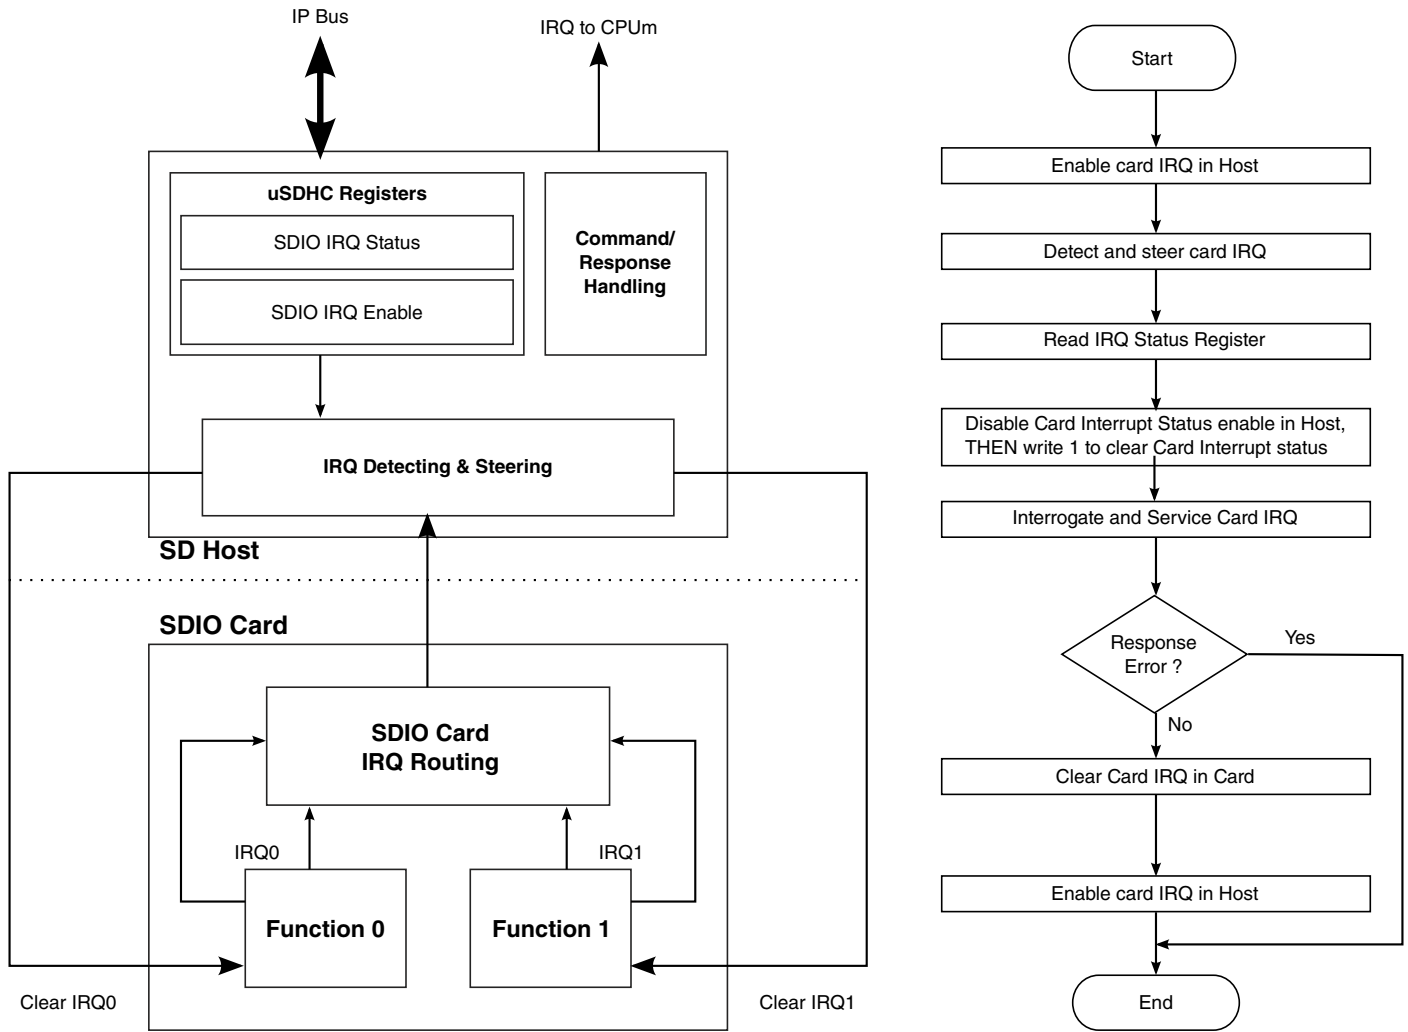 IP Bus
IRQ to CPUm
uSDHC Registers
SDIO IRQ Status
SDIO IRQ Enable
Command/
Response
Handling
IRQ Detecting & Steering
SD Host
SDIO Card
SDIO Card
IRQ Routing
IRQ0
IRQ1
Function 0
Function 1
Clear IRQ0
Clear IRQ1
Start
Enable card IRQ in Host
Detect and steer card IRQ
Read IRQ Status Register
Disable Card Interrupt Status enable in Host,
THEN write 1 to clear Card Interrupt status
Interrogate and Service Card IRQ
Response
Error ?
Yes
No
Clear Card IRQ in Card
Enable card IRQ in Host
End